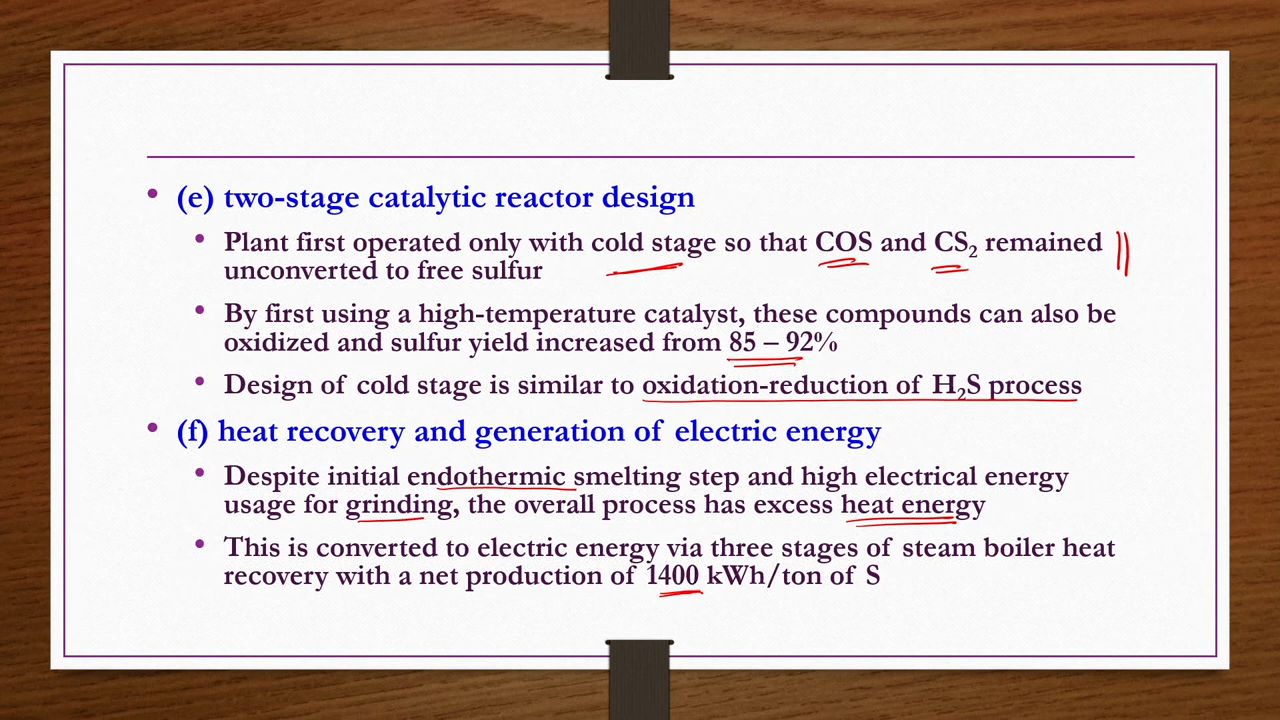 • (e) two-stage catalytic reactor design
• Plant first operated only with cold stage so that COS and CS₂ remained
unconverted to free sulfur
• By first using a high-temperature catalyst, these compounds can also be
oxidized and sulfur yield increased from 85 – 92%
• Design of cold stage is similar to oxidation-reduction of H₂S process
• (f) heat recovery and generation of electric energy
• Despite initial endothermic smelting step and high electrical energy
usage for grinding, the overall process has excess heat energy
• This is converted to electric energy via three stages of steam boiler heat
recovery with a net production of 1400 kWh/ton of S